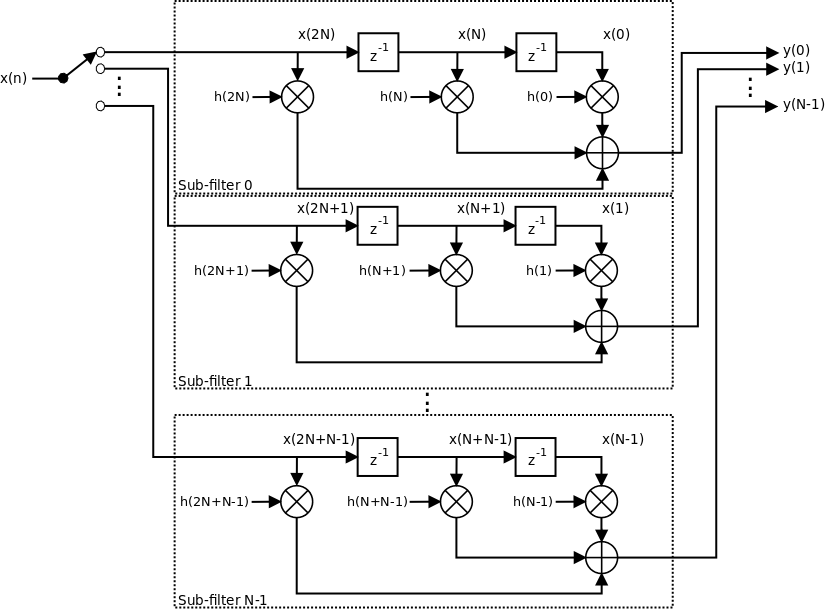 x(n)
x(2N) x(N) x(0)
z-1 z-1
h(2N) h(N) h(0)
Sub-filter 0
y(0)
y(1)
y(N-1)
x(2N+1) x(N+1) x(1)
z-1 z-1
h(2N+1) h(N+1) h(1)
Sub-filter 1
x(2N+N-1) x(N+N-1) x(N-1)
z-1 z-1
h(2N+N-1) h(N+N-1) h(N-1)
Sub-filter N-1